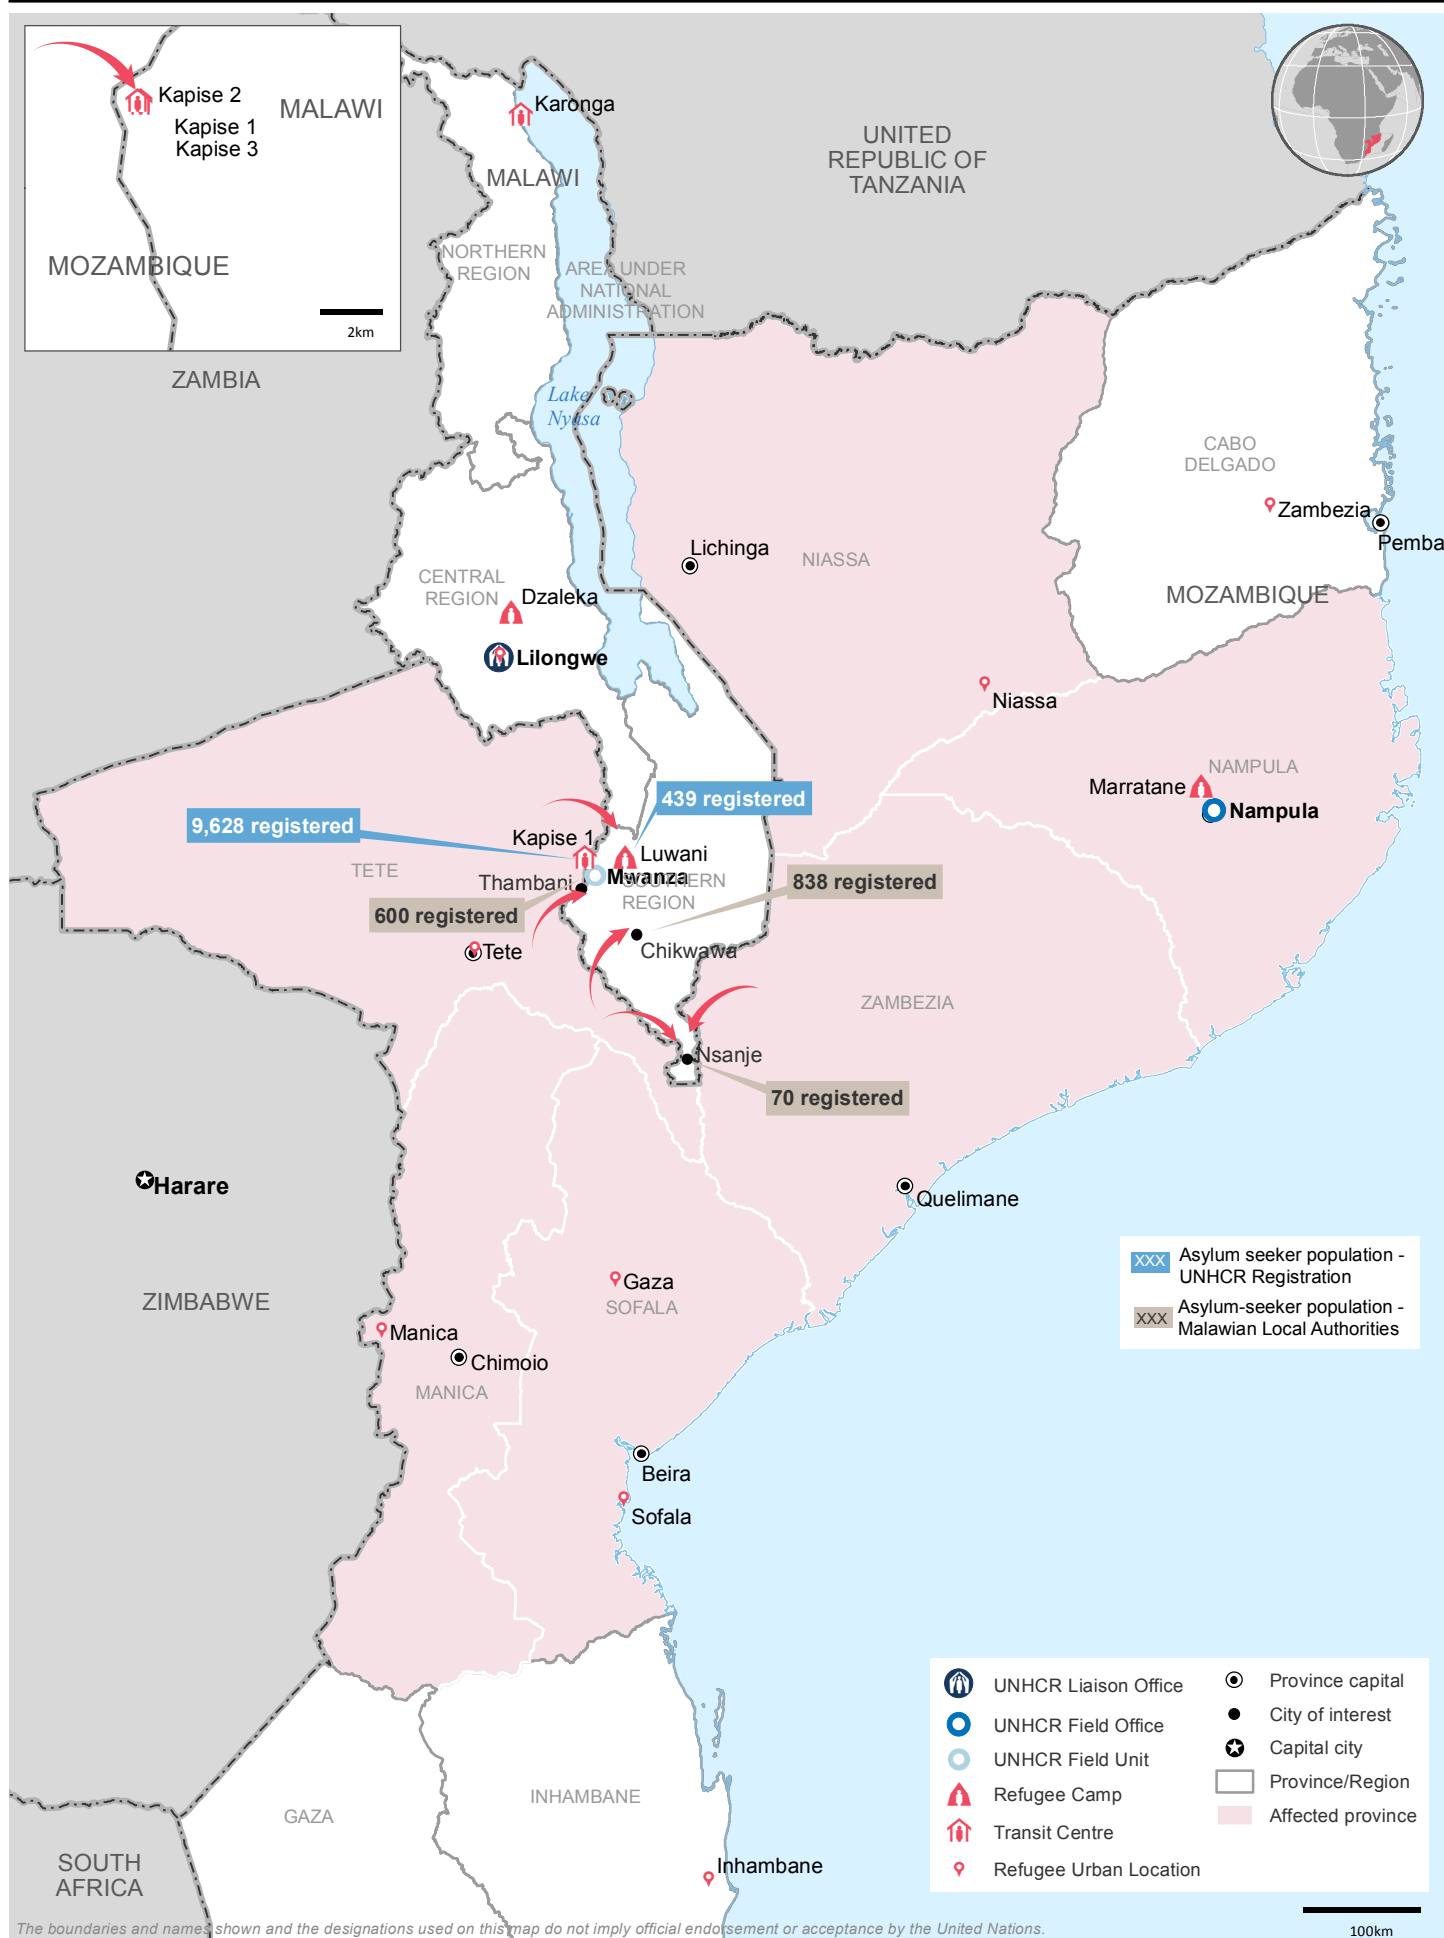 Kapise 2
MALAWI
Kapise 1
Kapise 3
MOZAMBIQUE
2km
Karonga
UNITED
REPUBLIC OF
TANZANIA
MALAWI
NORTHERN
REGION
AREA UNDER
NATIONAL
ADMINISTRATION
ZAMBIA
Lake
Nyasa
CABO
DELGADO
Zambezia
Pemba
Lichinga
NIASSA
CENTRAL
REGION
Dzaleka
MOZAMBIQUE
Lilongwe
Niassa
NAMPULA
Marratane
Nampula
439 registered
9,628 registered
Kapise 1
Luwani
TETE
Thambani
Mwanza
SOUTHERN
REGION
838 registered
600 registered
Tete
Chikwawa
ZAMBEZIA
Nsanje
70 registered
Harare
Quelimane
XXX Asylum seeker population -
UNHCR Registration
XXX Asylum-seeker population -
Malawian Local Authorities
Gaza
SOFALA
ZIMBABWE
Manica
Chimoio
MANICA
Beira
Sofala
UNHCR Liaison Office
UNHCR Field Office
UNHCR Field Unit
Refugee Camp
Transit Centre
Refugee Urban Location
Province capital
City of interest
Capital city
Province/Region
Affected province
INHAMBANE
GAZA
SOUTH
AFRICA
Inhambane
The boundaries and names shown and the designations used on this map do not imply official endorsement or acceptance by the United Nations.
100km